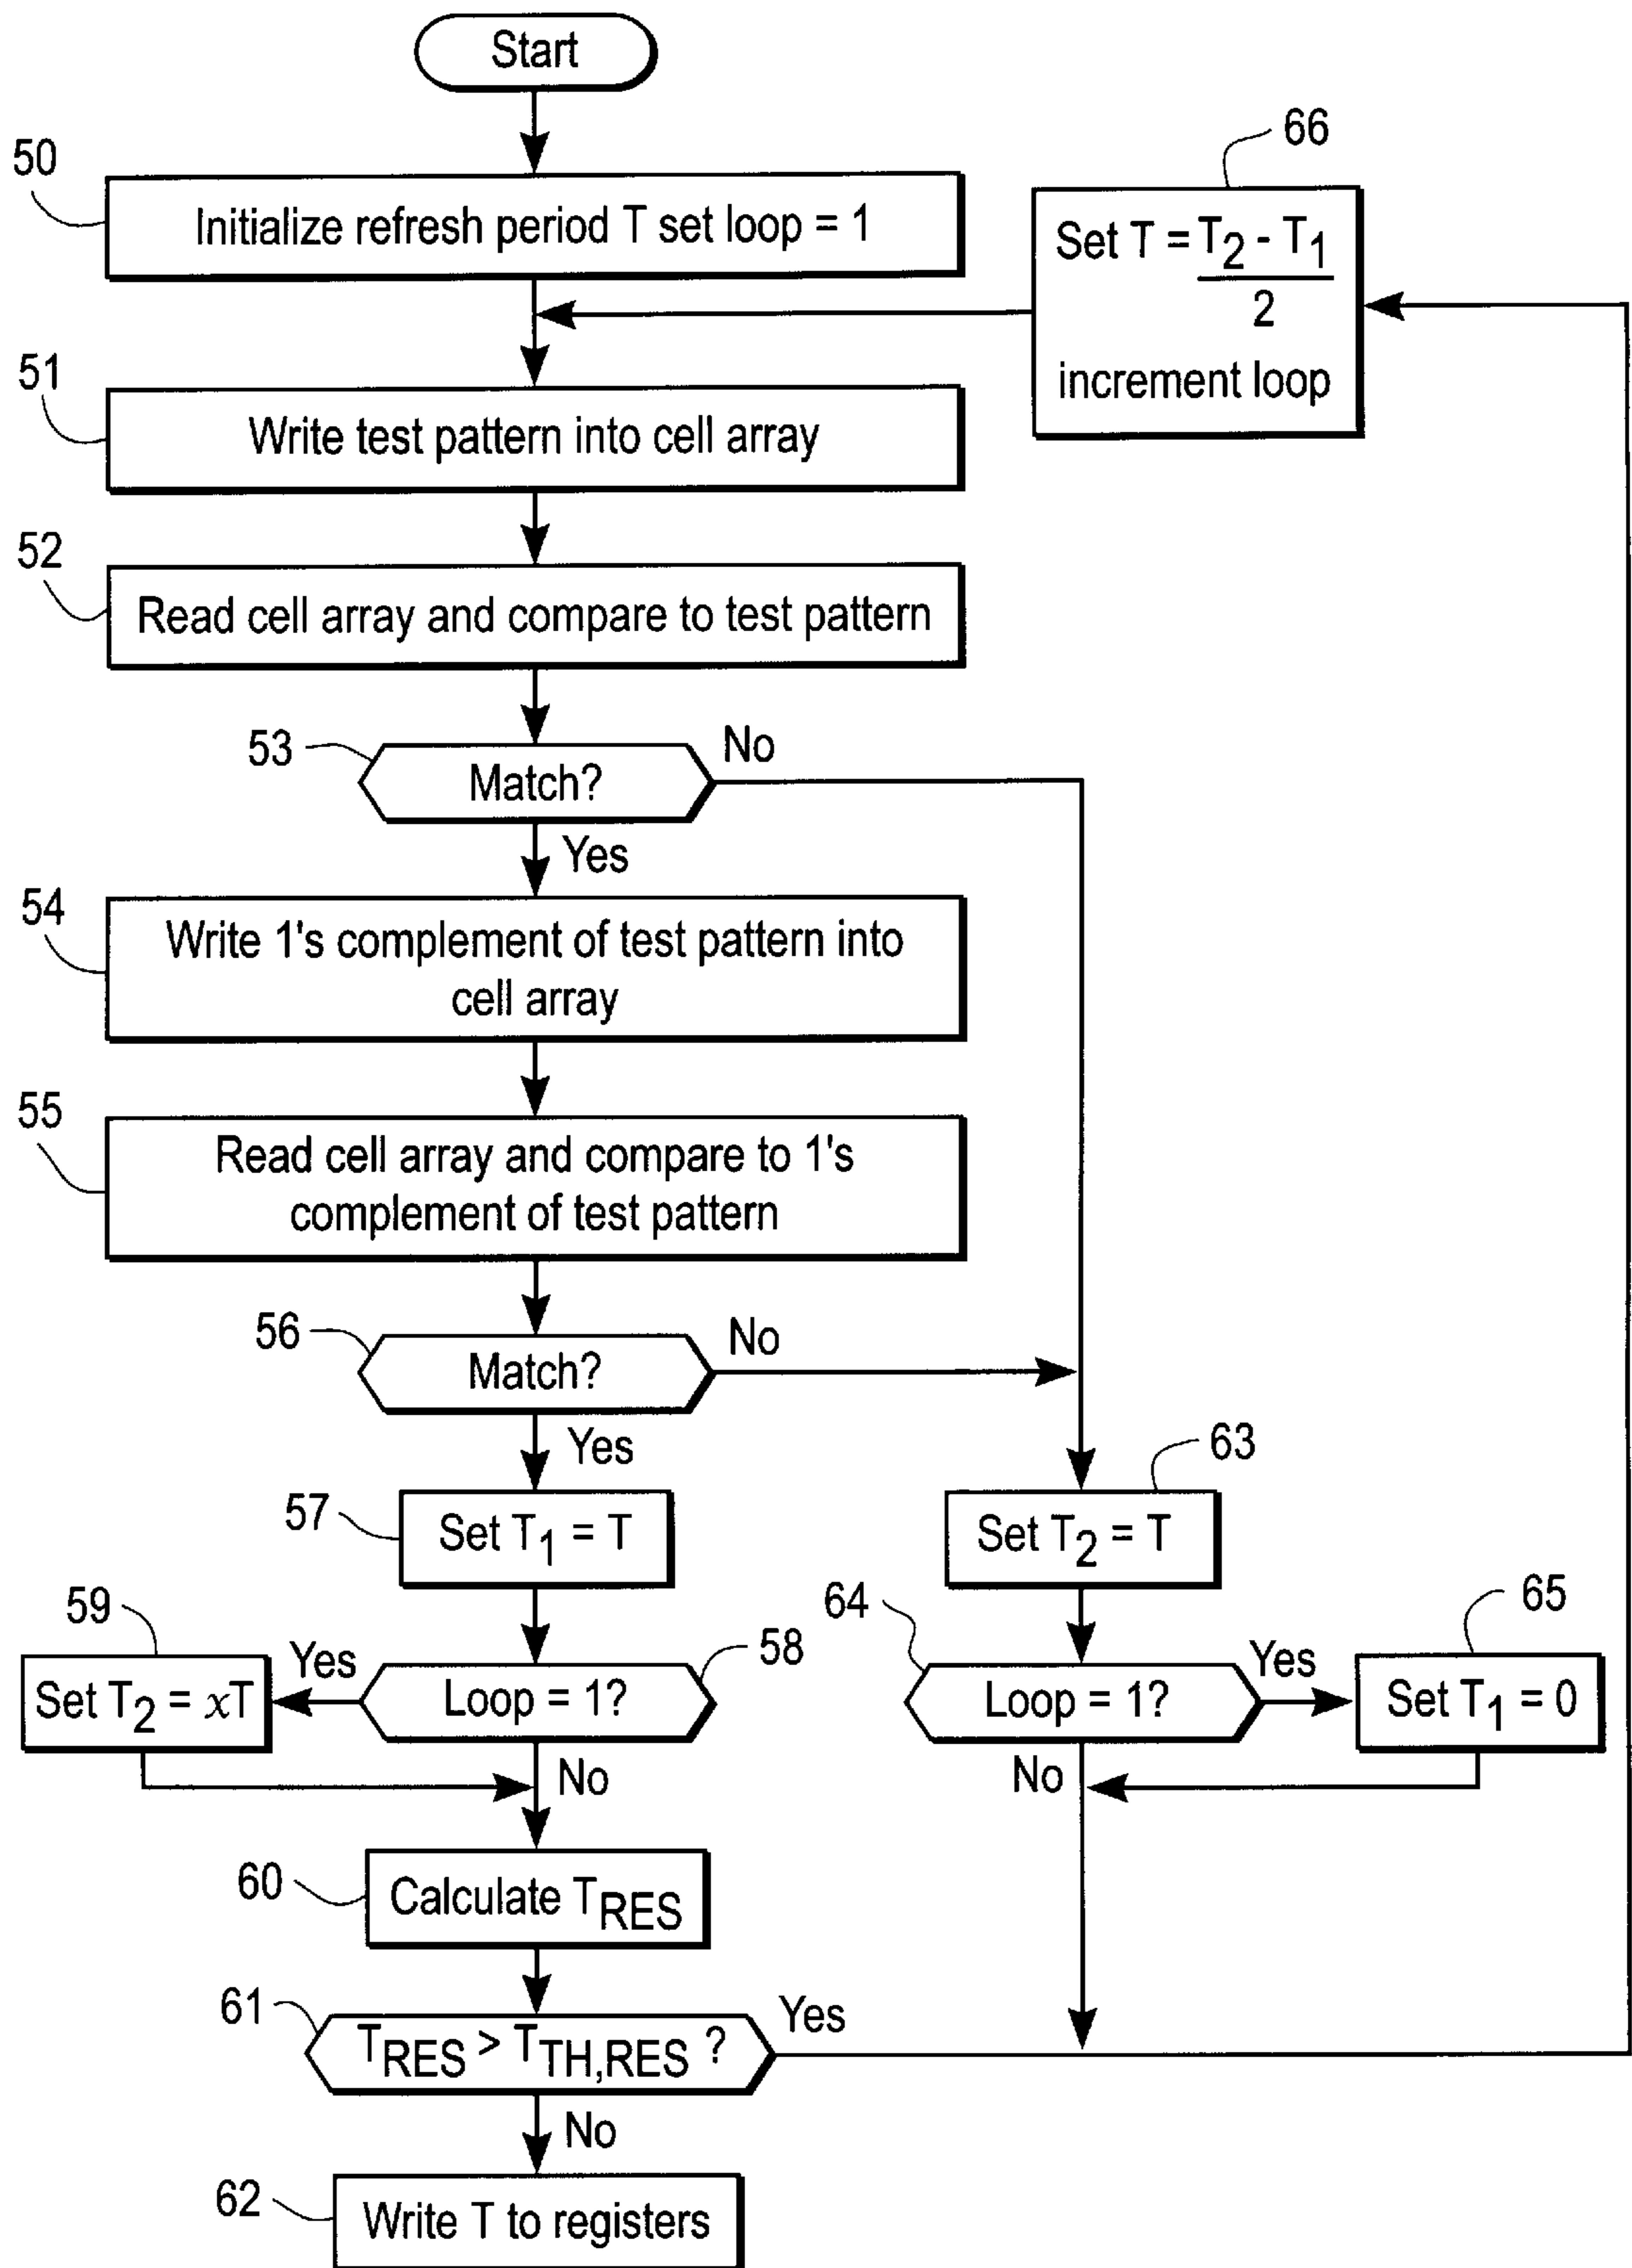 Start
50
Initialize refresh period T set loop = 1
66
Set T = T2 - T1
2
increment loop
51
Write test pattern into cell array
52
Read cell array and compare to test pattern
53
Match?
No
Yes
54
Write 1's complement of test pattern into
cell array
55
Read cell array and compare to 1's
complement of test pattern
56
Match?
No
Yes
57
Set T1 = T
63
Set T2 = T
59
Set T2 = xT
Yes
Loop = 1?
58
No
64
Loop = 1?
Yes
65
Set T1 = 0
No
60
Calculate TRES
61
TRES > TTH,RES ?
Yes
No
62
Write T to registers